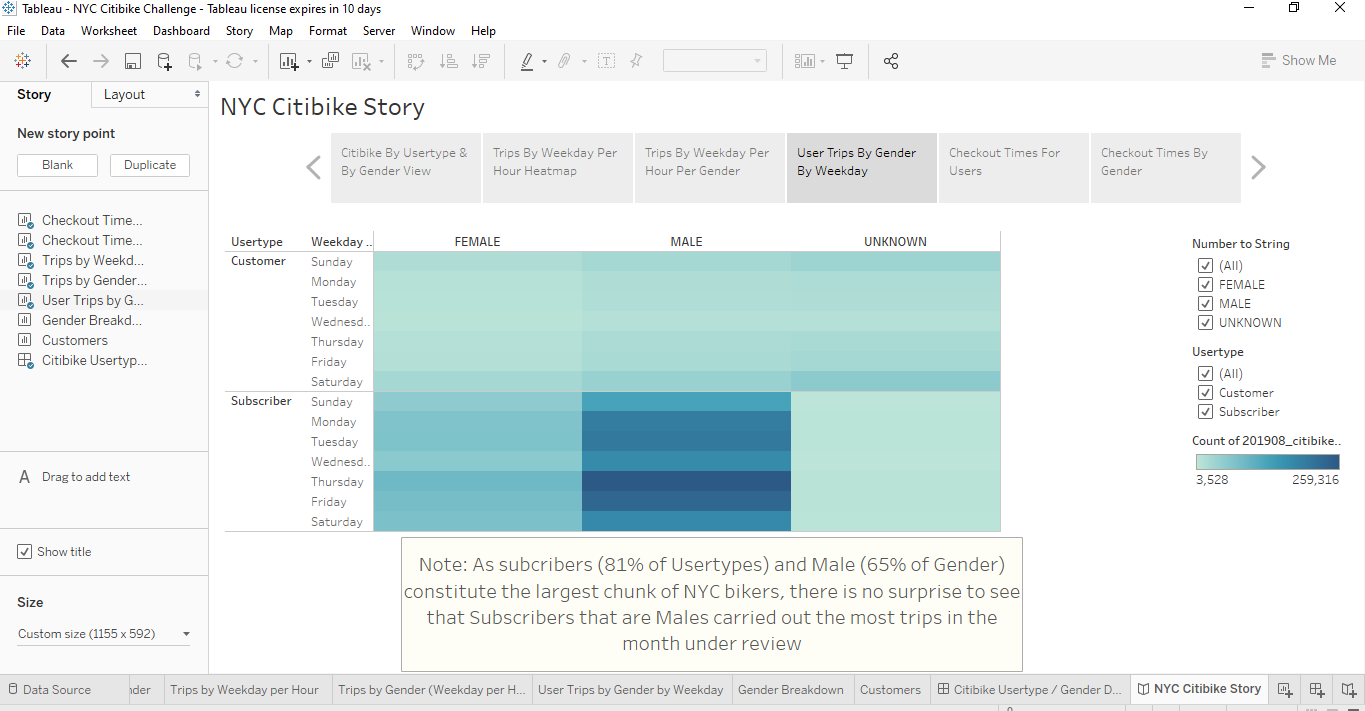 Tableau - NYC Citibike Challenge - Tableau license expires in 10 days
File Data Worksheet Dashboard Story Map Format Server Window Help
Show Me
Story Layout
New story point
Blank Duplicate
Checkout Time...
Checkout Time...
Trips by Weekd...
Trips by Gender...
User Trips by G...
Gender Breakd...
Customers
Citibike Usertyp...
A Drag to add text
Show title
Size
Custom size (1155 x 592)
NYC Citibike Story
Citibike By Usertype &
By Gender View
Trips By Weekday Per
Hour Heatmap
Trips By Weekday Per
Hour Per Gender
User Trips By Gender
By Weekday
Checkout Times For
Users
Checkout Times By
Gender
Usertype Weekday .. FEMALE MALE UNKNOWN
Customer Sunday
Monday
Tuesday
Wednesd..
Thursday
Friday
Saturday
Subscriber Sunday
Monday
Tuesday
Wednesd..
Thursday
Friday
Saturday
Note: As subcribers (81% of Usertypes) and Male (65% of Gender)
constitute the largest chunk of NYC bikers, there is no surprise to see
that Subscribers that are Males carried out the most trips in the
month under review
Number to String
(All)
FEMALE
MALE
UNKNOWN
Usertype
(All)
Customer
Subscriber
Count of 201908_citibike..
3,528 259,316
Data Source nder Trips by Weekday per Hour Trips by Gender (Weekday per H... User Trips by Gender by Weekday Gender Breakdown Customers Citibike Usertype / Gender D... NYC Citibike Story